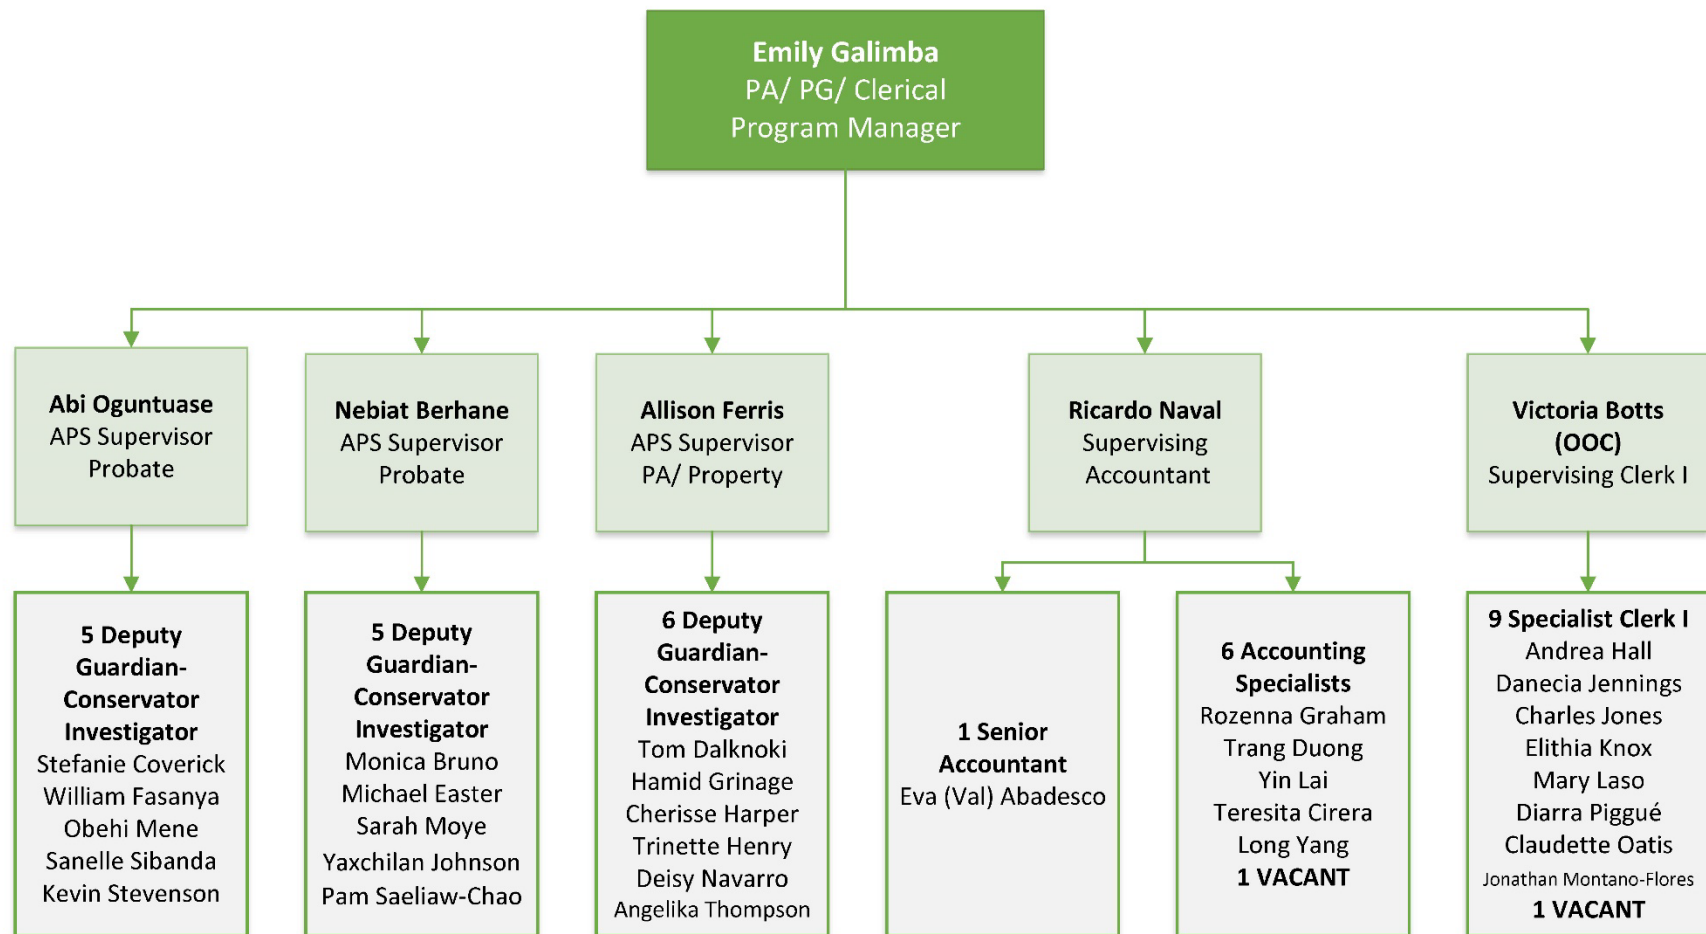 Emily Galimba
PA/ PG/ Clerical
Program Manager
Abi Oguntuase
APS Supervisor
Probate
Nebiat Berhane
APS Supervisor
Probate
Allison Ferris
APS Supervisor
PA/ Property
Ricardo Naval
Supervising
Accountant
Victoria Botts
(OOC)
Supervising Clerk I
5 Deputy
Guardian-
Conservator
Investigator
Stefanie Coverick
William Fasanya
Obehi Mene
Sanelle Sibanda
Kevin Stevenson
5 Deputy
Guardian-
Conservator
Investigator
Monica Bruno
Michael Easter
Sarah Moye
Yaxchilan Johnson
Pam Saeliaw-Chao
6 Deputy
Guardian-
Conservator
Investigator
Tom Dalknoki
Hamid Grinage
Cherisse Harper
Trinette Henry
Deisy Navarro
Angelika Thompson
1 Senior
Accountant
Eva (Val) Abadesco
6 Accounting
Specialists
Rozenna Graham
Trang Duong
Yin Lai
Teresita Cirera
Long Yang
1 VACANT
9 Specialist Clerk I
Andrea Hall
Danecia Jennings
Charles Jones
Elithia Knox
Mary Laso
Diarra Piggué
Claudette Oatis
Jonathan Montano-Flores
1 VACANT